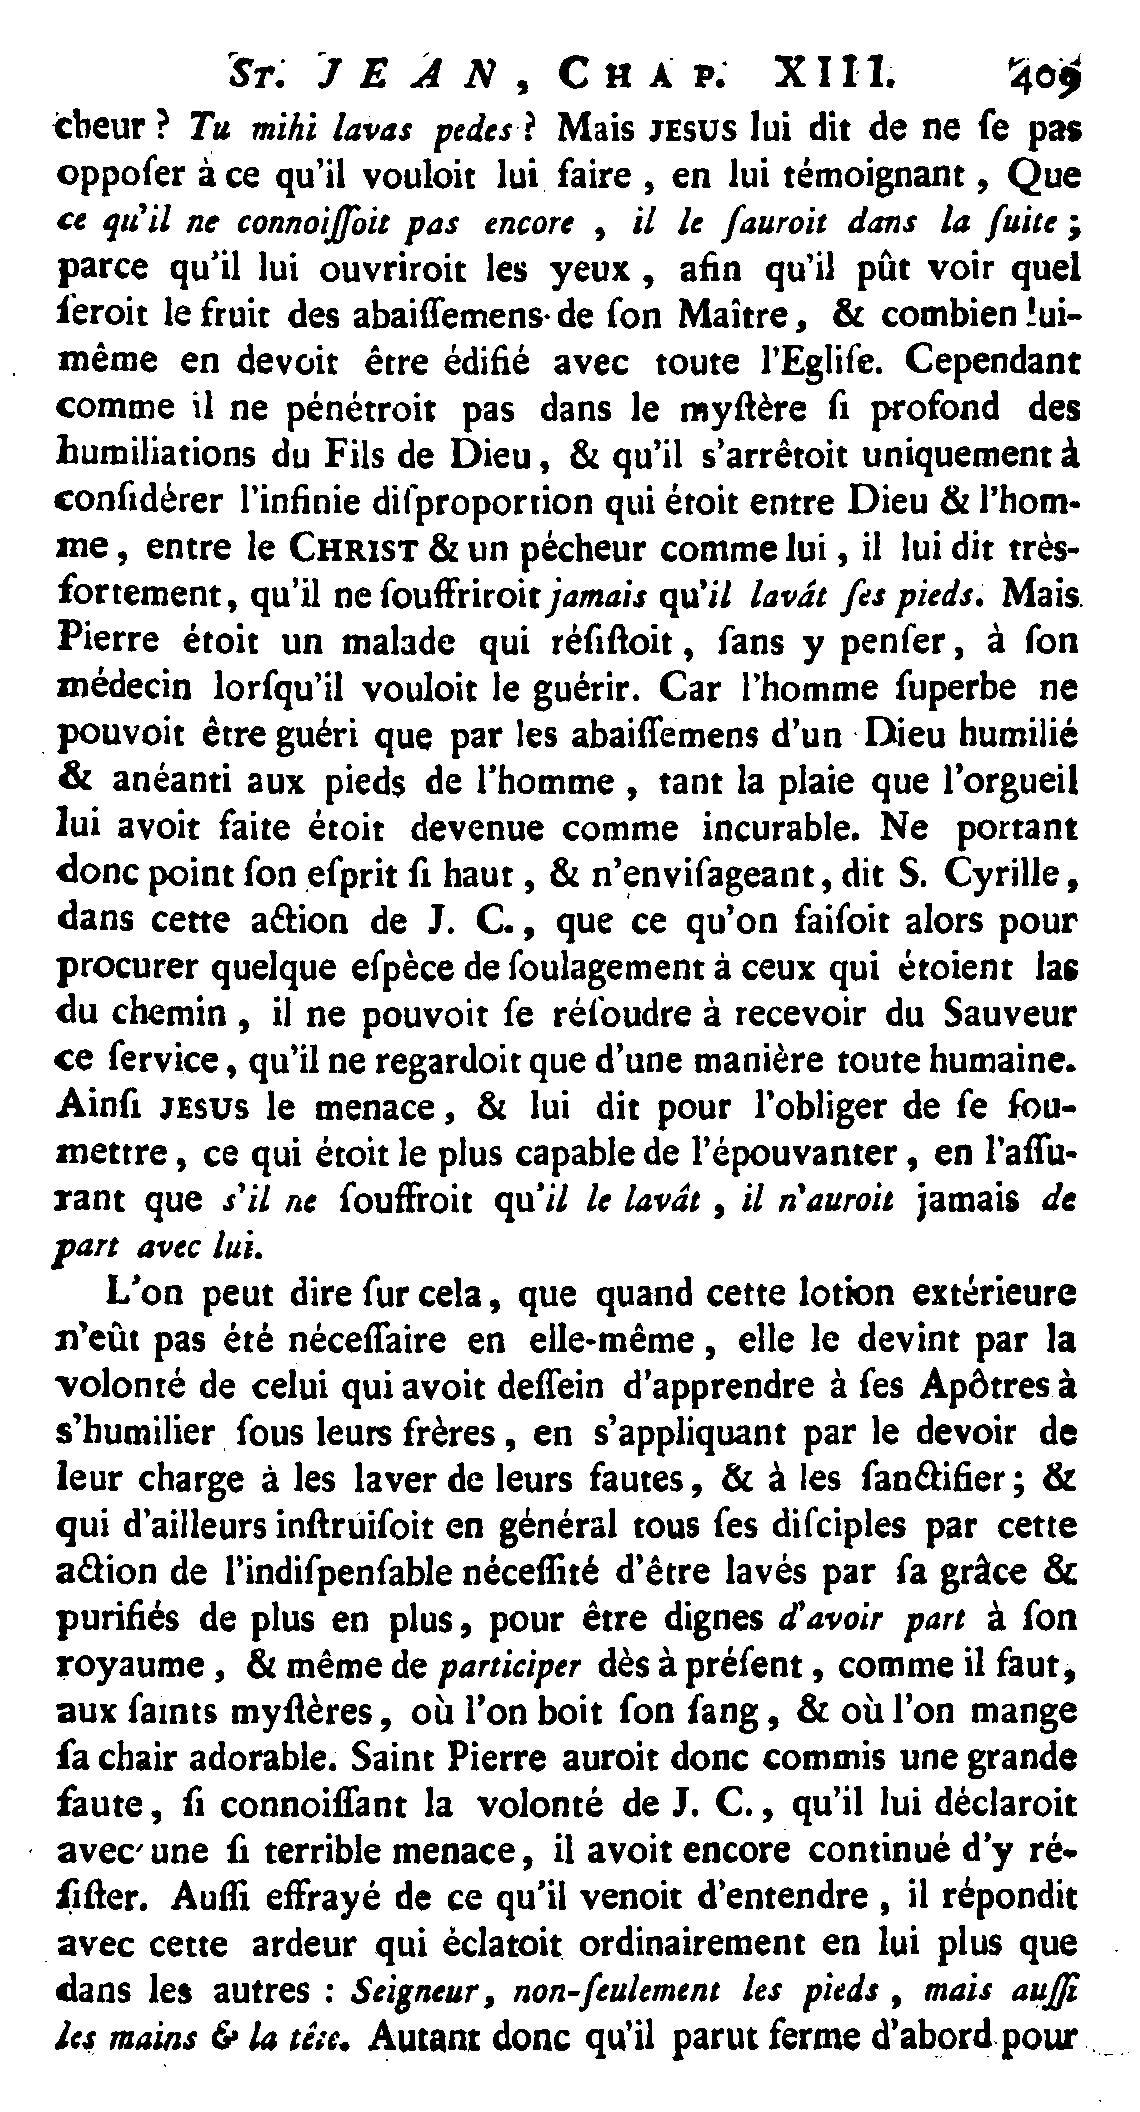 ST. JEAN, CHAP. XIII. 409
cheur ? Tu mihi lavas pedes ? Mais JESUS lui dit de ne ſe pas
oppoſer à ce qu'il vouloit lui faire , en lui témoignant , Que
ce qu'il ne connoiſſoit pas encore , il le ſauroit dans la ſuite ;
parce qu'il lui ouvriroit les yeux , afin qu'il pût voir quel
ſeroit le fruit des abaiſſemens de ſon Maître , & combien lui-
même en devoit être édifié avec toute l'Egliſe. Cependant
comme il ne pénétroit pas dans le myſtère ſi profond des
humiliations du Fils de Dieu , & qu'il s'arrêtoit uniquement à
conſidérer l'infinie diſproportion qui étoit entre Dieu & l'hom-
me , entre le CHRIST & un pécheur comme lui , il lui dit très-
fortement , qu'il ne ſouffriroit jamais qu'il lavât ſes pieds. Mais
Pierre étoit un malade qui réſiſtoit , ſans y penſer , à ſon
médecin lorſqu'il vouloit le guérir. Car l'homme ſuperbe ne
pouvoit être guéri que par les abaiſſemens d'un Dieu humilié
& anéanti aux pieds de l'homme , tant la plaie que l'orgueil
lui avoit faite étoit devenue comme incurable. Ne portant
donc point ſon eſprit ſi haut , & n'enviſageant , dit S. Cyrille ,
dans cette action de J. C. , que ce qu'on faiſoit alors pour
procurer quelque eſpèce de ſoulagement à ceux qui étoient las
du chemin , il ne pouvoit ſe réſoudre à recevoir du Sauveur
ce ſervice , qu'il ne regardoit que d'une manière toute humaine.
Ainſi JESUS le menace , & lui dit pour l'obliger de ſe ſou-
mettre , ce qui étoit le plus capable de l'épouvanter , en l'aſſu-
rant que s'il ne ſouffroit qu'il le lavât , il n'auroit jamais de
part avec lui.
L'on peut dire ſur cela , que quand cette lotion extérieure
n'eût pas été néceſſaire en elle-même , elle le devint par la
volonté de celui qui avoit deſſein d'apprendre à ſes Apôtres à
s'humilier ſous leurs frères , en s'appliquant par le devoir de
leur charge à les laver de leurs fautes , & à les ſanctifier ; &
qui d'ailleurs inſtruiſoit en général tous ſes diſciples par cette
action de l'indiſpenſable néceſſité d'être lavés par ſa grâce &
purifiés de plus en plus , pour être dignes d'avoir part à ſon
royaume , & même de participer dès à préſent , comme il faut ,
aux ſaints myſtères , où l'on boit ſon ſang , & où l'on mange
ſa chair adorable. Saint Pierre auroit donc commis une grande
faute , ſi connoiſſant la volonté de J. C. , qu'il lui déclaroit
avec une ſi terrible menace , il avoit encore continué d'y ré-
ſiſter. Auſſi effrayé de ce qu'il venoit d'entendre , il répondit
avec cette ardeur qui éclatoit ordinairement en lui plus que
dans les autres : Seigneur , non-ſeulement les pieds , mais auſſi
les mains & la tête. Autant donc qu'il parut ferme d'abord pour